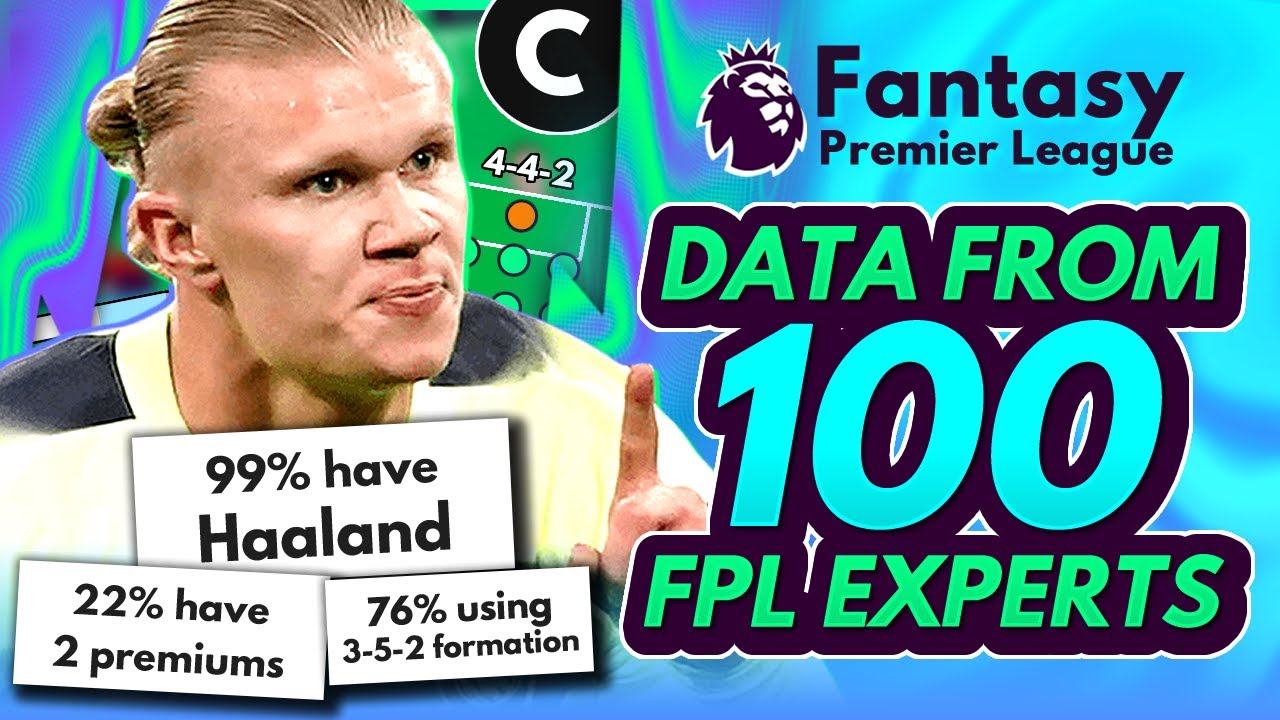 C
4-4-2
Fantasy
Premier League
DATA FROM
100
FPL EXPERTS
99% have
Haaland
22% have
2 premiums
76% using
3-5-2 formation